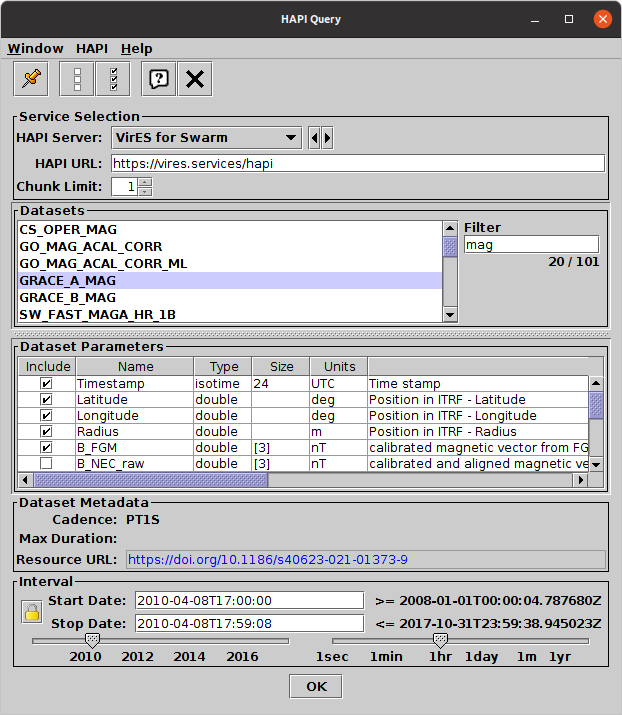 HAPI Query
Window HAPI Help
Service Selection
HAPI Server: VirES for Swarm
HAPI URL: https://vires.services/hapi
Chunk Limit: 1
Datasets
CS_OPER_MAG
GO_MAG_ACAL_CORR
GO_MAG_ACAL_CORR_ML
GRACE_A_MAG
GRACE_B_MAG
SW_FAST_MAGA_HR_1B
Filter
mag
20 / 101
Dataset Parameters
Include Name Type Size Units
Timestamp isotime 24 UTC Time stamp
Latitude double deg Position in ITRF - Latitude
Longitude double deg Position in ITRF - Longitude
Radius double m Position in ITRF - Radius
B_FGM double [3] nT calibrated magnetic vector from FG
B_NEC_raw double [3] nT calibrated and aligned magnetic ve
Dataset Metadata
Cadence: PT1S
Max Duration:
Resource URL: https://doi.org/10.1186/s40623-021-01373-9
Interval
Start Date: 2010-04-08T17:00:00 >= 2008-01-01T00:00:04.787680Z
Stop Date: 2010-04-08T17:59:08 <= 2017-10-31T23:59:38.945023Z
2010 2012 2014 2016 1sec 1min 1hr 1day 1m 1yr
OK